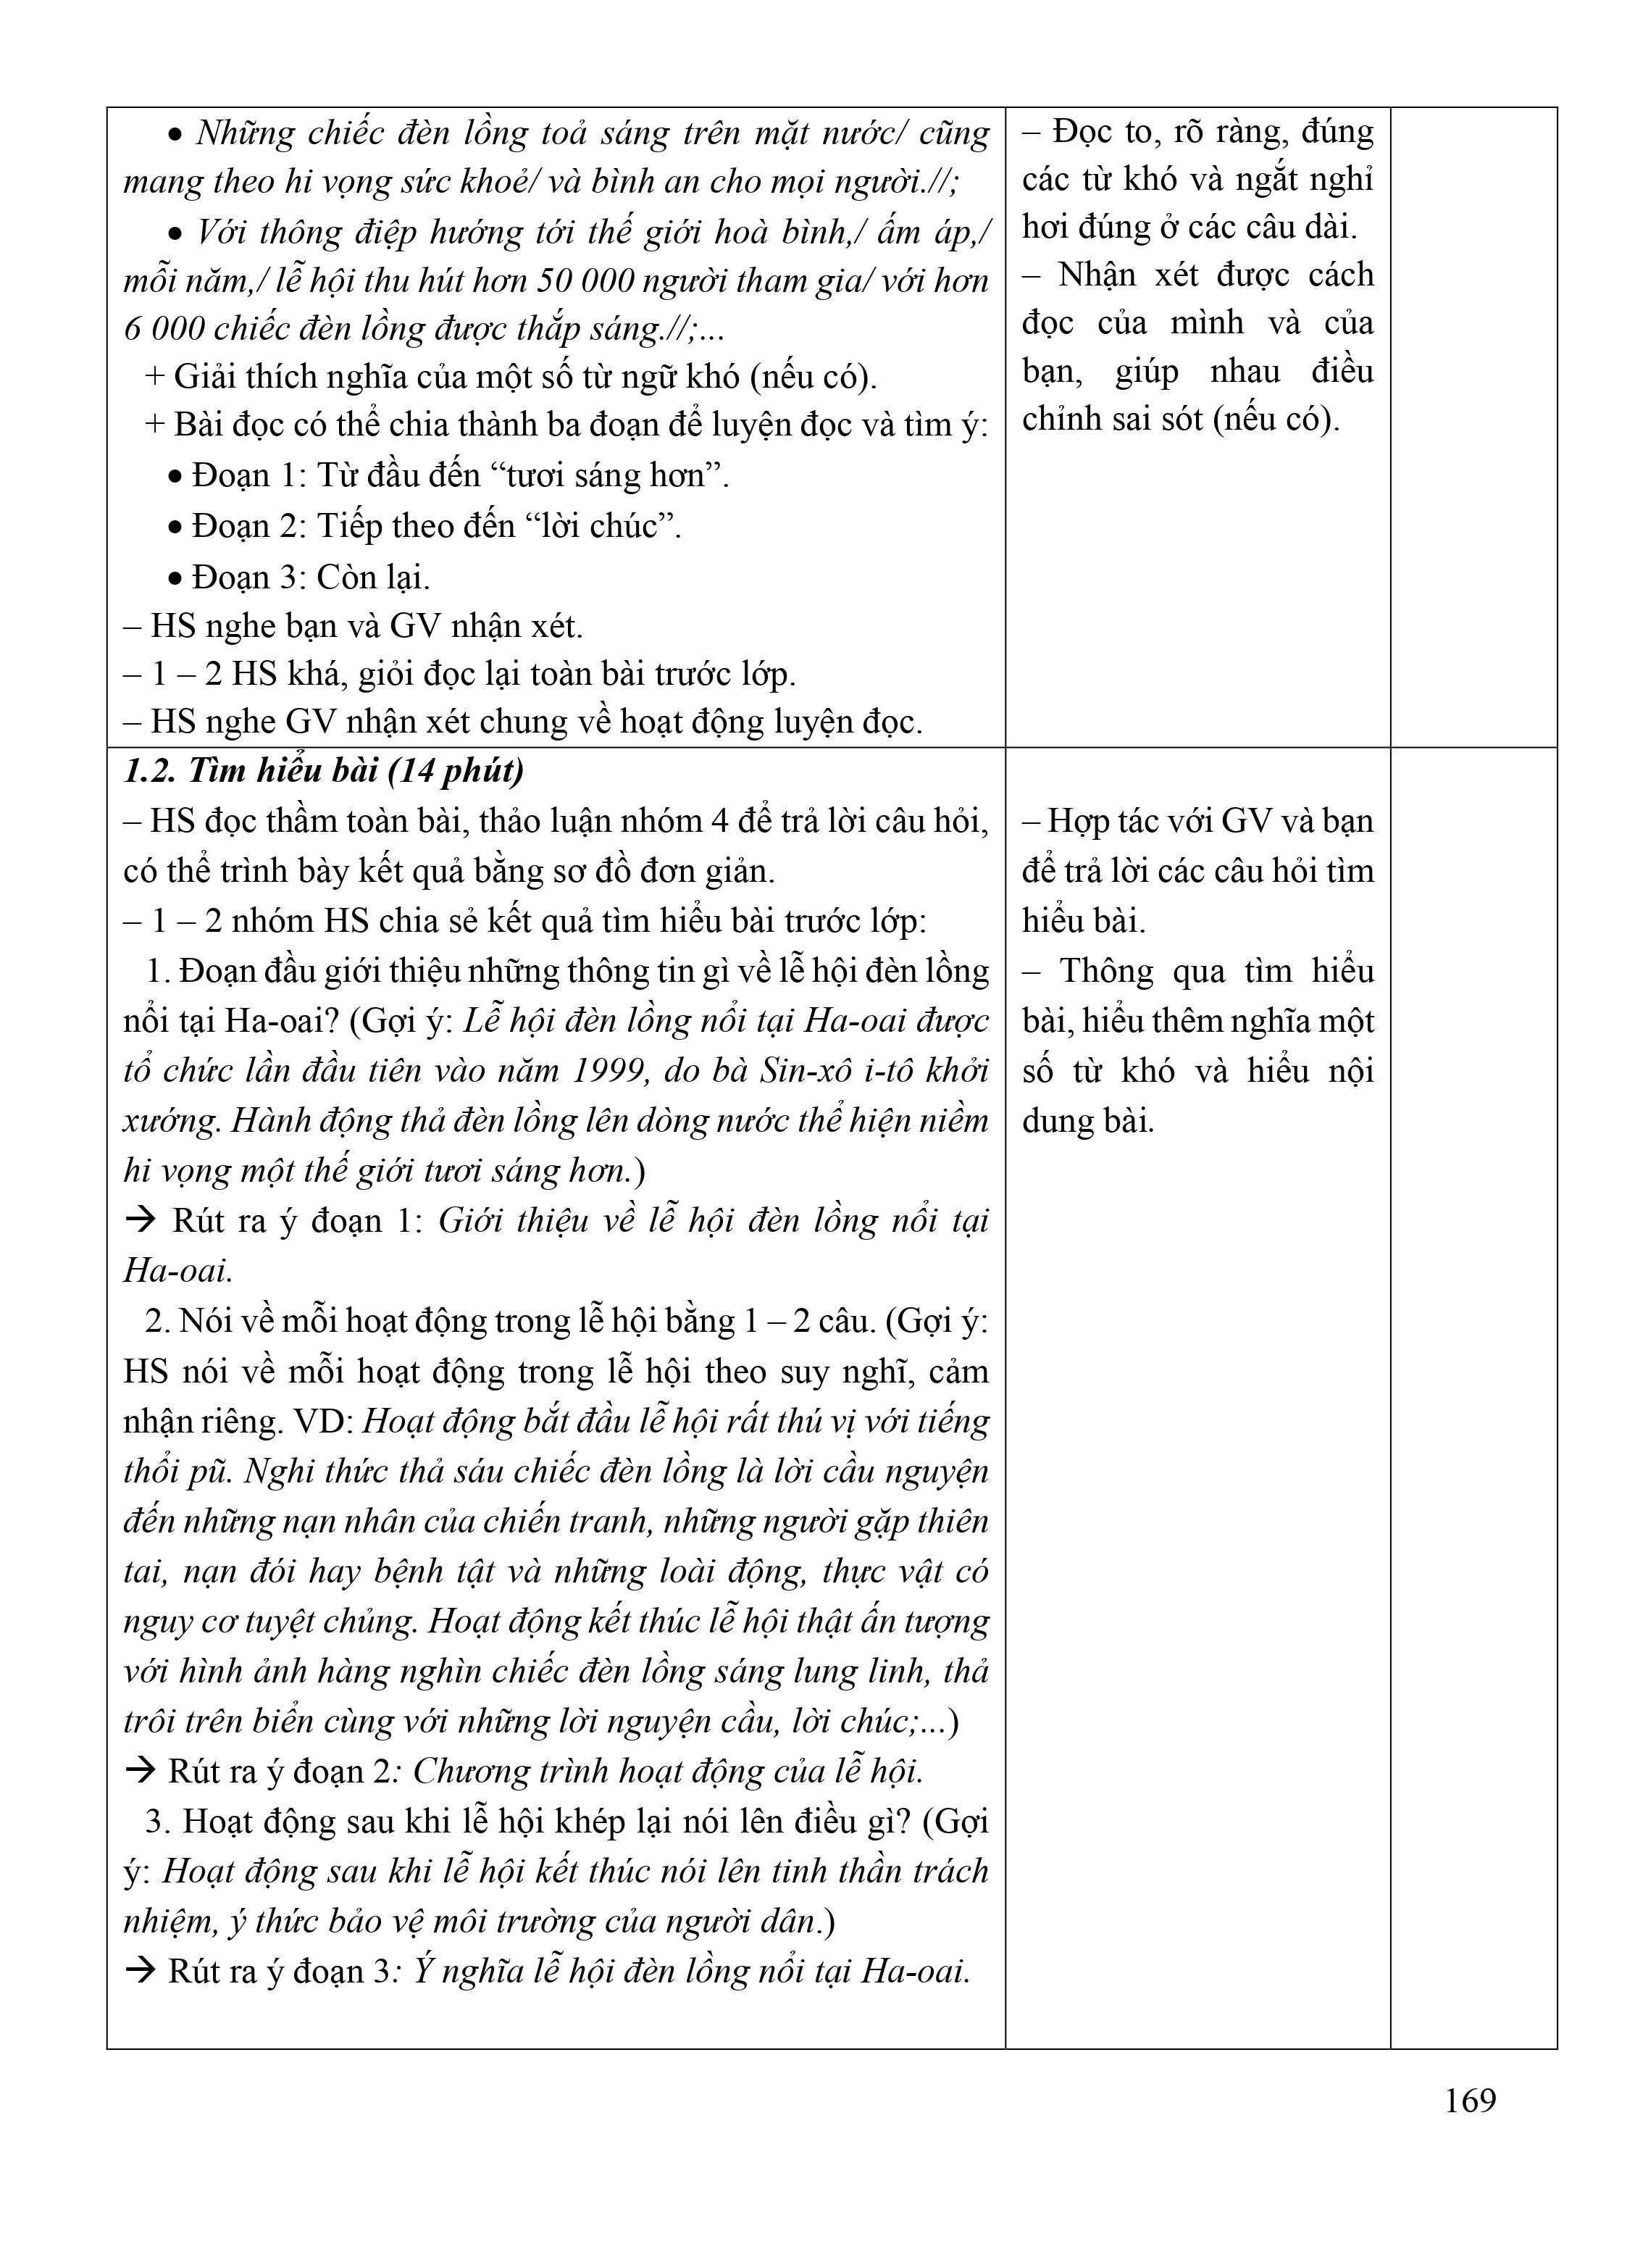 • Những chiếc đèn lồng toả sáng trên mặt nước/ cũng
mang theo hi vọng sức khoẻ/ và bình an cho mọi người.//;
• Với thông điệp hướng tới thế giới hoà bình,/ ấm áp,/
mỗi năm,/ lễ hội thu hút hơn 50 000 người tham gia/ với hơn
6 000 chiếc đèn lồng được thắp sáng.//;...
+ Giải thích nghĩa của một số từ ngữ khó (nếu có).
+ Bài đọc có thể chia thành ba đoạn để luyện đọc và tìm ý:
• Đoạn 1: Từ đầu đến “tươi sáng hơn”.
• Đoạn 2: Tiếp theo đến “lời chúc”.
• Đoạn 3: Còn lại.
– HS nghe bạn và GV nhận xét.
– 1 – 2 HS khá, giỏi đọc lại toàn bài trước lớp.
– HS nghe GV nhận xét chung về hoạt động luyện đọc.
– Đọc to, rõ ràng, đúng
các từ khó và ngắt nghỉ
hơi đúng ở các câu dài.
– Nhận xét được cách
đọc của mình và của
bạn, giúp nhau điều
chỉnh sai sót (nếu có).
1.2. Tìm hiểu bài (14 phút)
– HS đọc thầm toàn bài, thảo luận nhóm 4 để trả lời câu hỏi,
có thể trình bày kết quả bằng sơ đồ đơn giản.
– 1 – 2 nhóm HS chia sẻ kết quả tìm hiểu bài trước lớp:
1. Đoạn đầu giới thiệu những thông tin gì về lễ hội đèn lồng
nổi tại Ha-oai? (Gợi ý: Lễ hội đèn lồng nổi tại Ha-oai được
tổ chức lần đầu tiên vào năm 1999, do bà Sin-xô i-tô khởi
xướng. Hành động thả đèn lồng lên dòng nước thể hiện niềm
hi vọng một thế giới tươi sáng hơn.)
→ Rút ra ý đoạn 1: Giới thiệu về lễ hội đèn lồng nổi tại
Ha-oai.
2. Nói về mỗi hoạt động trong lễ hội bằng 1 – 2 câu. (Gợi ý:
HS nói về mỗi hoạt động trong lễ hội theo suy nghĩ, cảm
nhận riêng. VD: Hoạt động bắt đầu lễ hội rất thú vị với tiếng
thổi pũ. Nghi thức thả sáu chiếc đèn lồng là lời cầu nguyện
đến những nạn nhân của chiến tranh, những người gặp thiên
tai, nạn đói hay bệnh tật và những loài động, thực vật có
nguy cơ tuyệt chủng. Hoạt động kết thúc lễ hội thật ấn tượng
với hình ảnh hàng nghìn chiếc đèn lồng sáng lung linh, thả
trôi trên biển cùng với những lời nguyện cầu, lời chúc;...)
→ Rút ra ý đoạn 2: Chương trình hoạt động của lễ hội.
3. Hoạt động sau khi lễ hội khép lại nói lên điều gì? (Gợi
ý: Hoạt động sau khi lễ hội kết thúc nói lên tinh thần trách
nhiệm, ý thức bảo vệ môi trường của người dân.)
→ Rút ra ý đoạn 3: Ý nghĩa lễ hội đèn lồng nổi tại Ha-oai.
– Hợp tác với GV và bạn
để trả lời các câu hỏi tìm
hiểu bài.
– Thông qua tìm hiểu
bài, hiểu thêm nghĩa một
số từ khó và hiểu nội
dung bài.
169